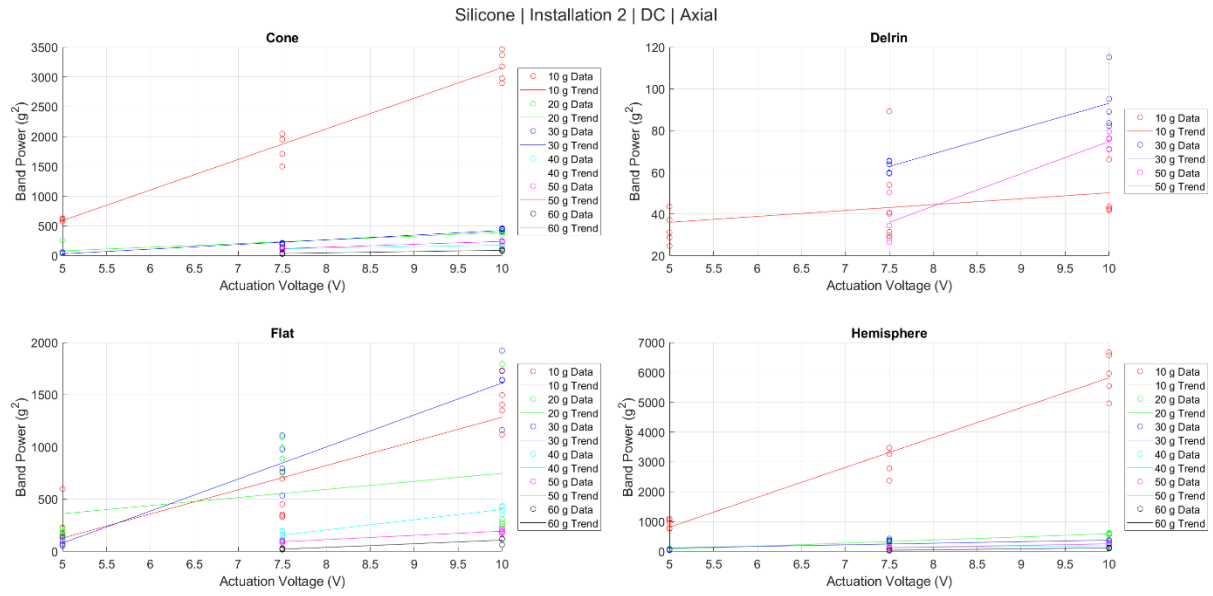 Silicone | Installation 2 | DC | Axial
Cone
3500
3000
2500
2000
1500
1000
500
0
Band Power (g²)
5 5.5 6 6.5 7 7.5 8 8.5 9 9.5 10
Actuation Voltage (V)
10 g Data
10 g Trend
20 g Data
20 g Trend
30 g Data
30 g Trend
40 g Data
40 g Trend
50 g Data
50 g Trend
60 g Data
60 g Trend
Delrin
120
100
80
60
40
20
Band Power (g²)
5 5.5 6 6.5 7 7.5 8 8.5 9 9.5 10
Actuation Voltage (V)
10 g Data
10 g Trend
30 g Data
30 g Trend
50 g Data
50 g Trend
Flat
2000
1500
1000
500
0
Band Power (g²)
5 5.5 6 6.5 7 7.5 8 8.5 9 9.5 10
Actuation Voltage (V)
10 g Data
10 g Trend
20 g Data
20 g Trend
30 g Data
30 g Trend
40 g Data
40 g Trend
50 g Data
50 g Trend
60 g Data
60 g Trend
Hemisphere
7000
6000
5000
4000
3000
2000
1000
0
Band Power (g²)
5 5.5 6 6.5 7 7.5 8 8.5 9 9.5 10
Actuation Voltage (V)
10 g Data
10 g Trend
20 g Data
20 g Trend
30 g Data
30 g Trend
40 g Data
40 g Trend
50 g Data
50 g Trend
60 g Data
60 g Trend